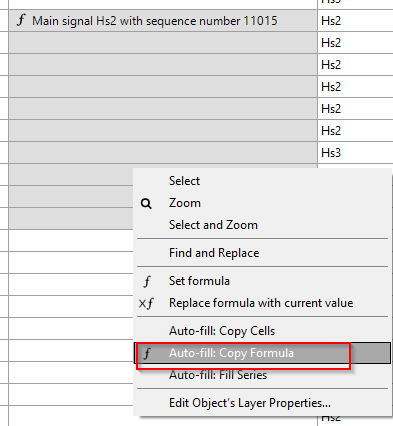 Hs3
f Main signal Hs2 with sequence number 11015 Hs2
Hs2
Hs2
Hs2
Hs2
Hs2
Hs3
Select
Zoom
Select and Zoom
Find and Replace
f Set formula
xf Replace formula with current value
Auto-fill: Copy Cells
f Auto-fill: Copy Formula
Auto-fill: Fill Series
Edit Object's Layer Properties...
Hs2